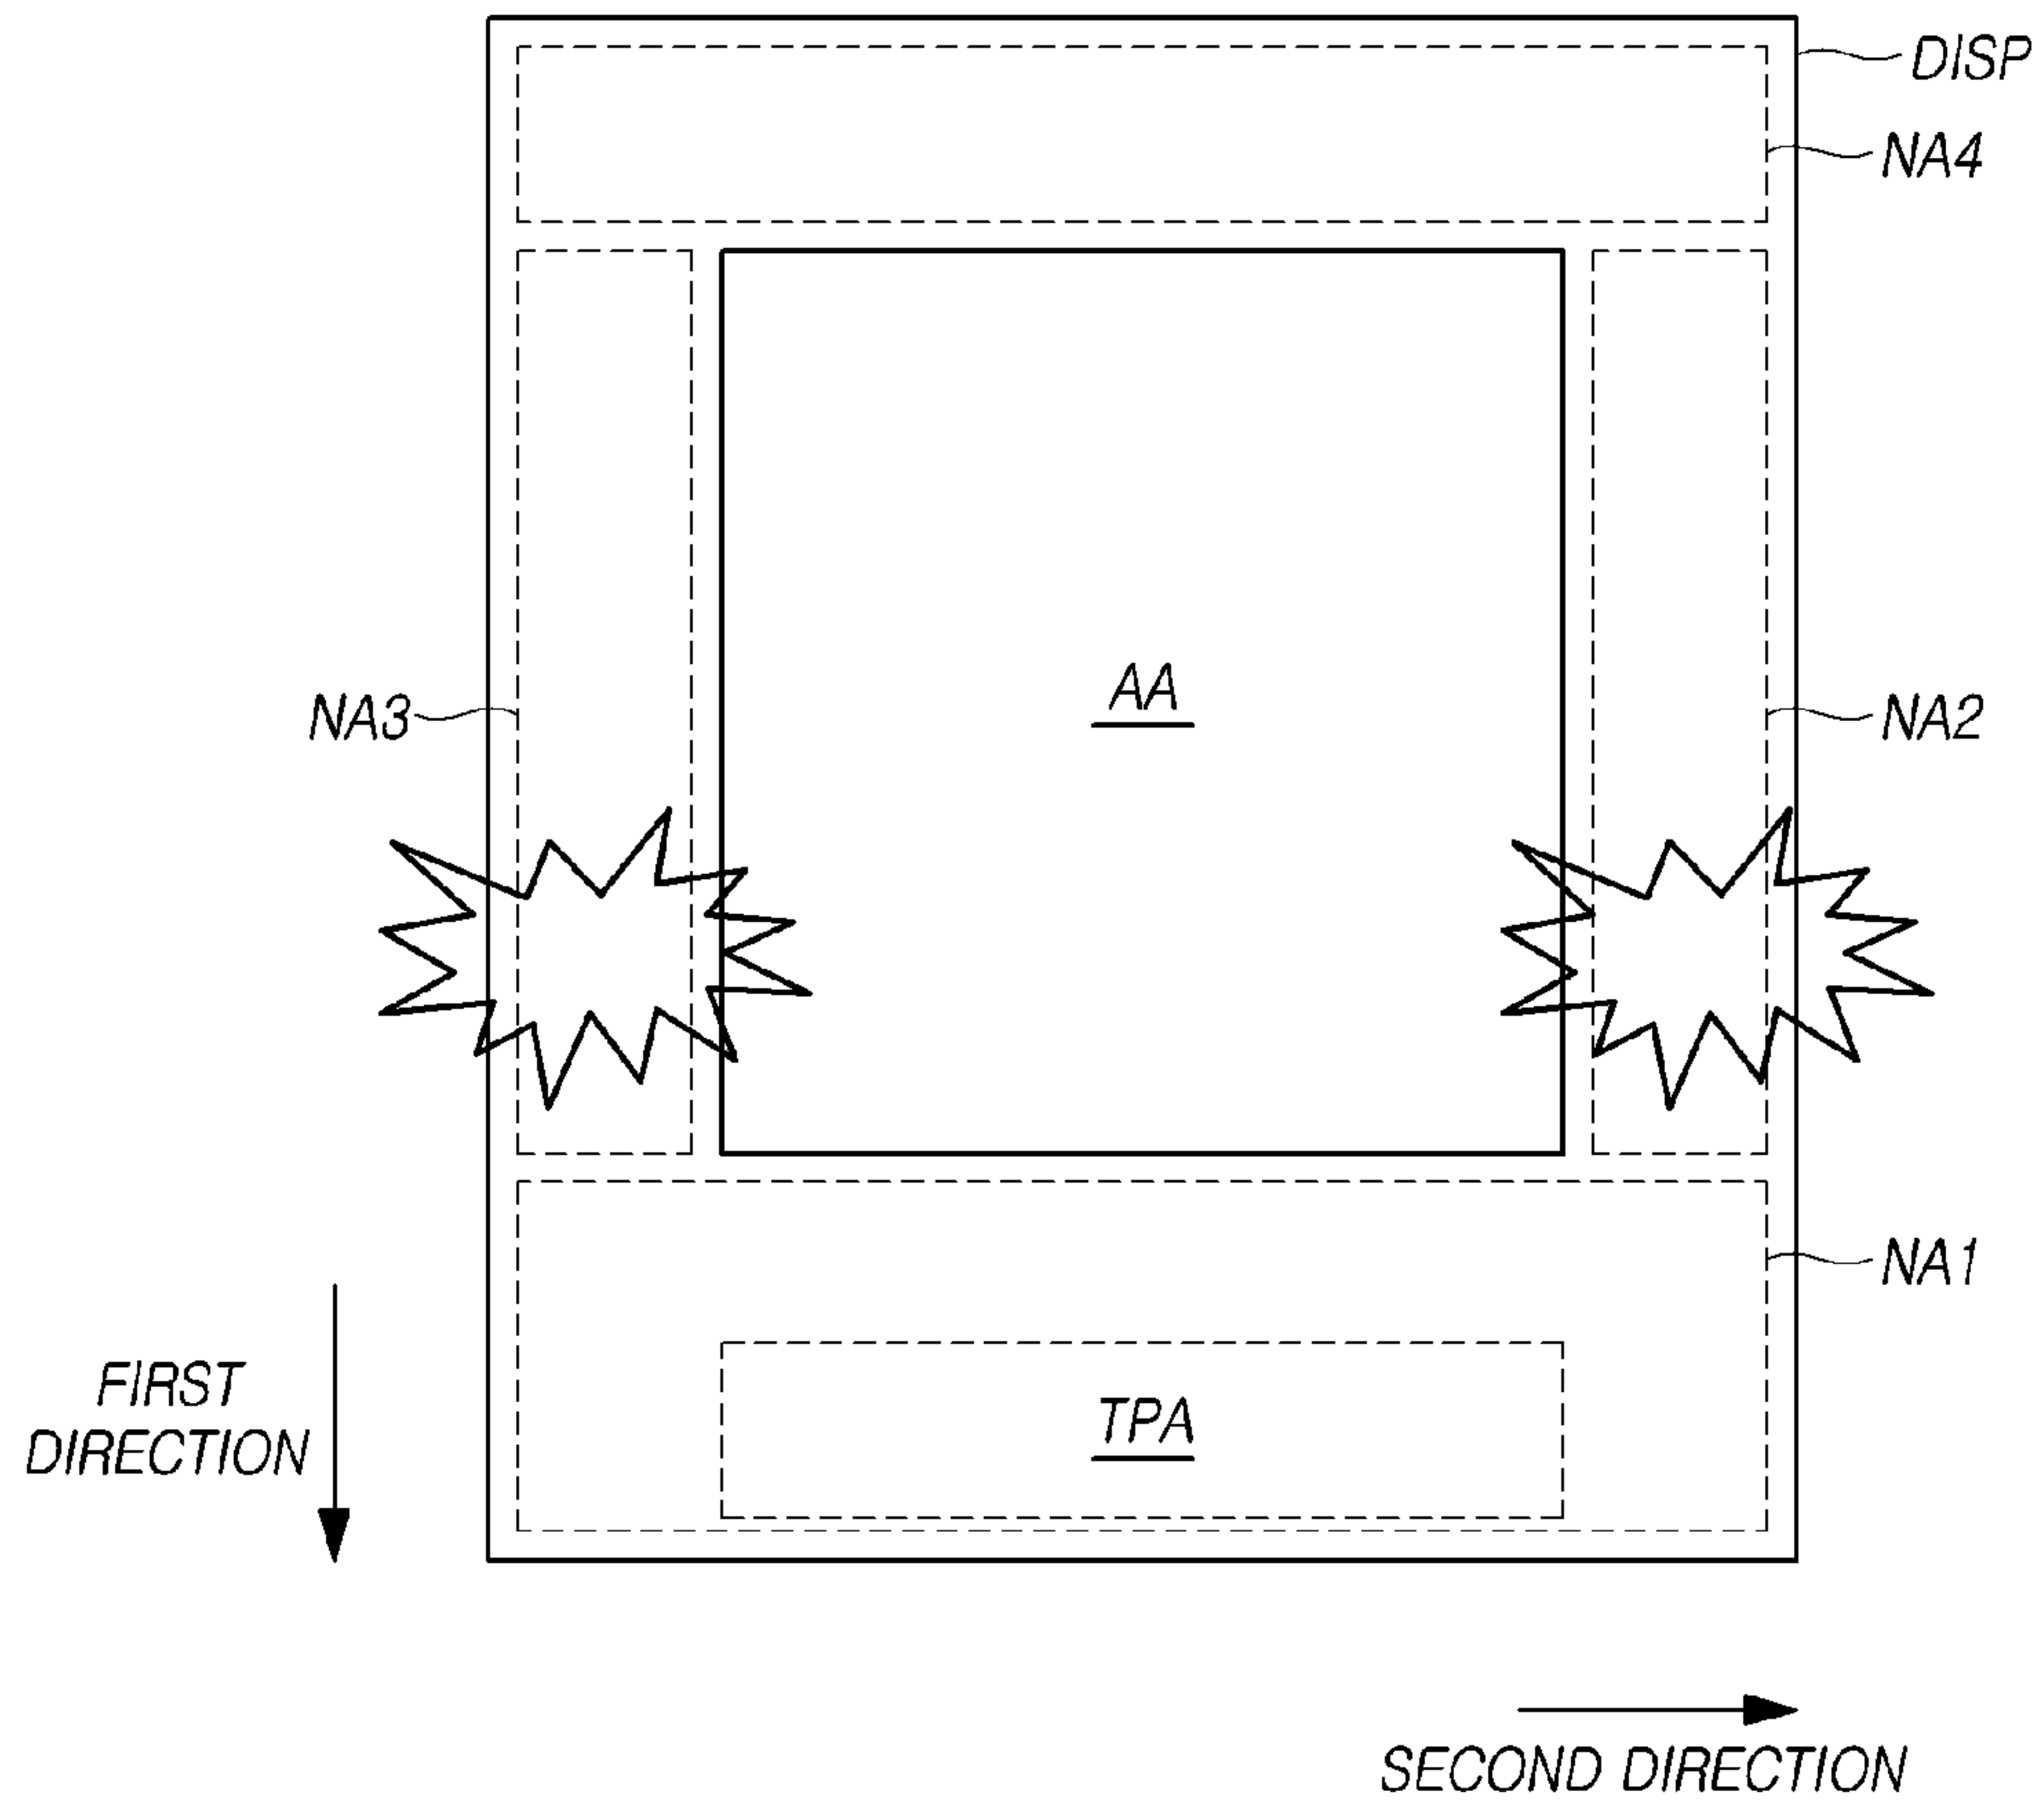 DISP
NA4
AA
NA3
NA2
NA1
FIRST
DIRECTION
TPA
SECOND DIRECTION